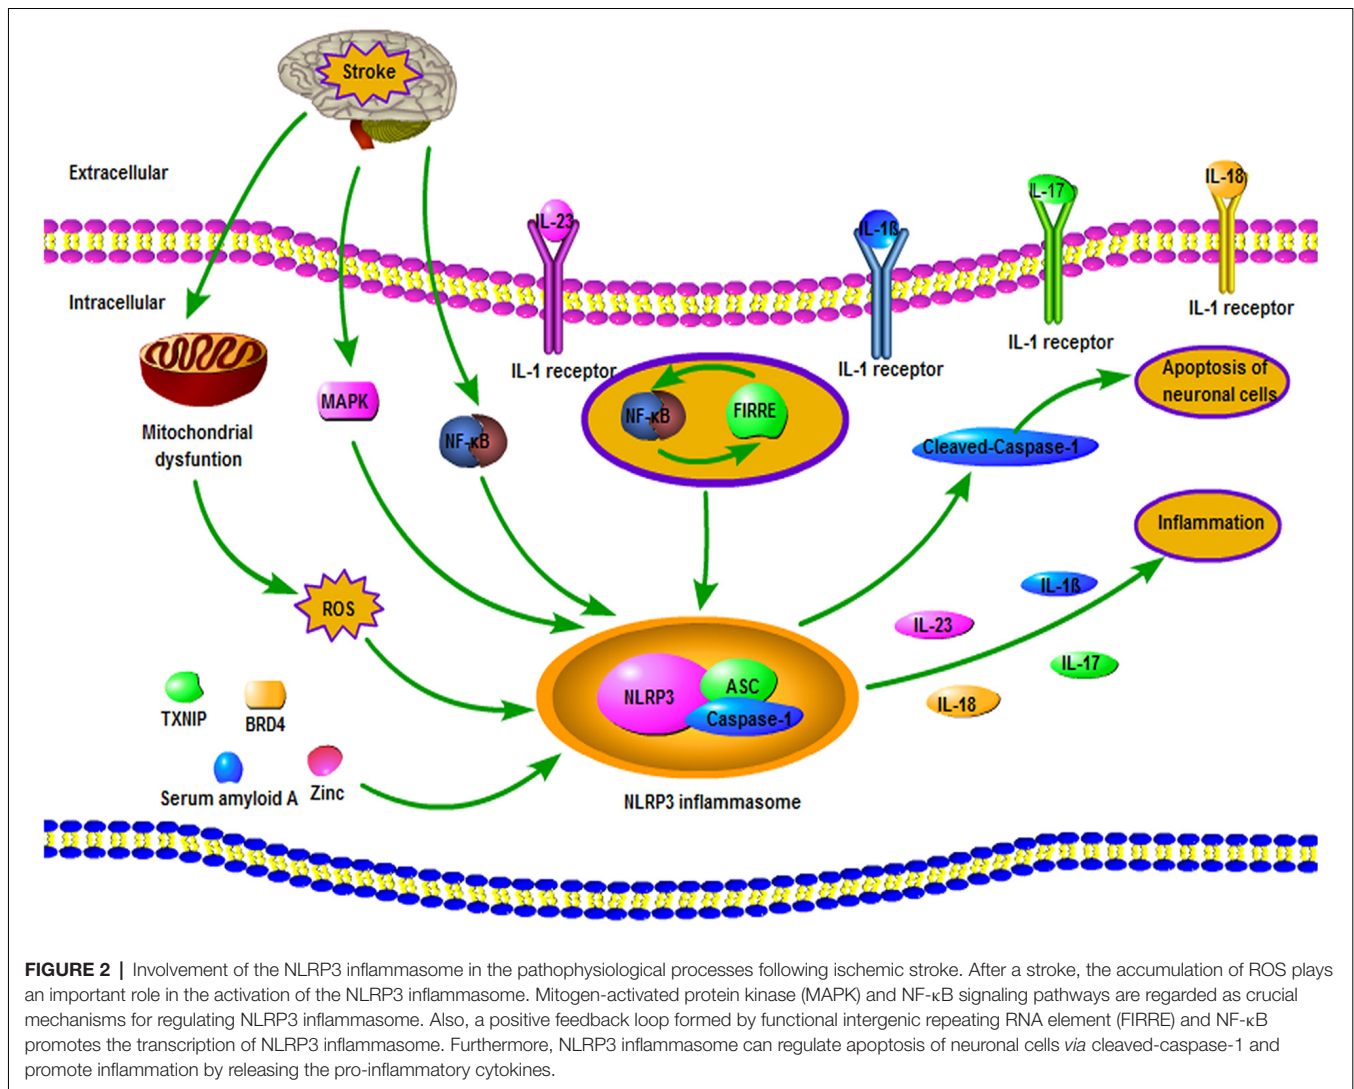 Stroke
Extracellular
IL-23
IL-1ß
IL-17
IL-18
Intracellular
IL-1 receptor
IL-1 receptor
IL-1 receptor
IL-1 receptor
MAPK
NF-κB
NF-κB
FIRRE
Apoptosis of
neuronal cells
Mitochondrial
dysfuntion
Cleaved-Caspase-1
Inflammation
ROS
IL-1ß
IL-23
IL-17
IL-18
NLRP3
ASC
Caspase-1
TXNIP
BRD4
Serum amyloid A
Zinc
NLRP3 inflammasome
FIGURE 2 | Involvement of the NLRP3 inflammasome in the pathophysiological processes following ischemic stroke. After a stroke, the accumulation of ROS plays
an important role in the activation of the NLRP3 inflammasome. Mitogen-activated protein kinase (MAPK) and NF-κB signaling pathways are regarded as crucial
mechanisms for regulating NLRP3 inflammasome. Also, a positive feedback loop formed by functional intergenic repeating RNA element (FIRRE) and NF-κB
promotes the transcription of NLRP3 inflammasome. Furthermore, NLRP3 inflammasome can regulate apoptosis of neuronal cells via cleaved-caspase-1 and
promote inflammation by releasing the pro-inflammatory cytokines.